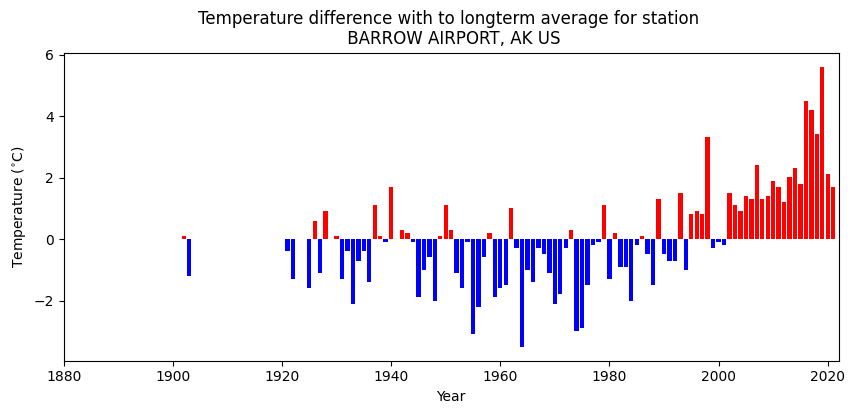 Temperature difference with to longterm average for station
BARROW AIRPORT, AK US
Temperature (°C)
6
4
2
0
−2
1880 1900 1920 1940 1960 1980 2000 2020
Year